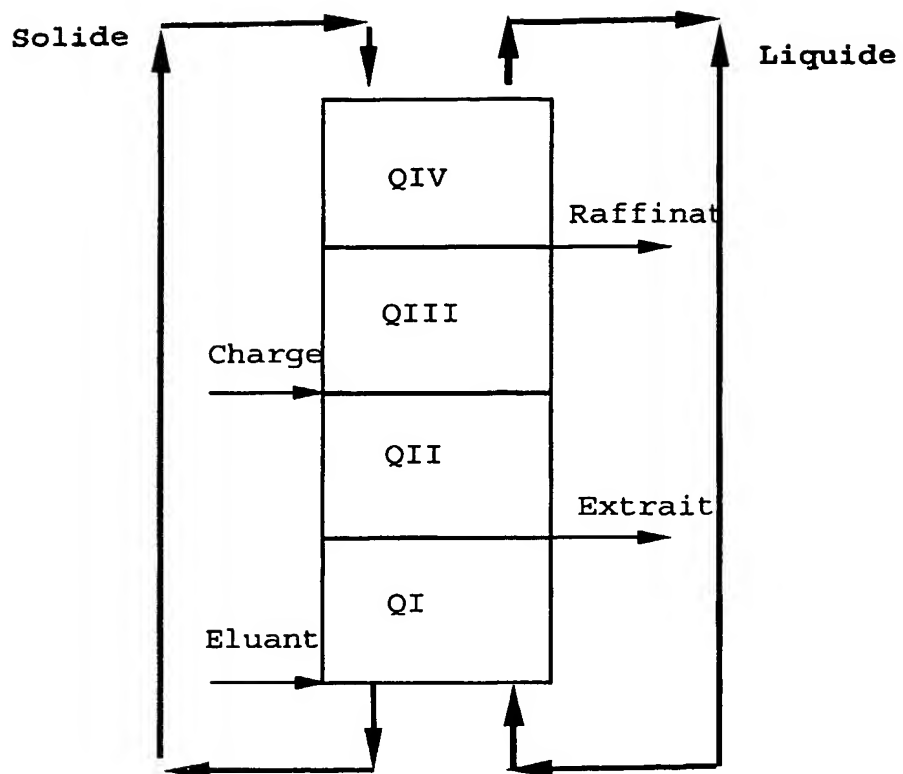 Solide
Liquide
QIV
Raffinat
QIII
Charge
QII
Extrait
QI
Eluant